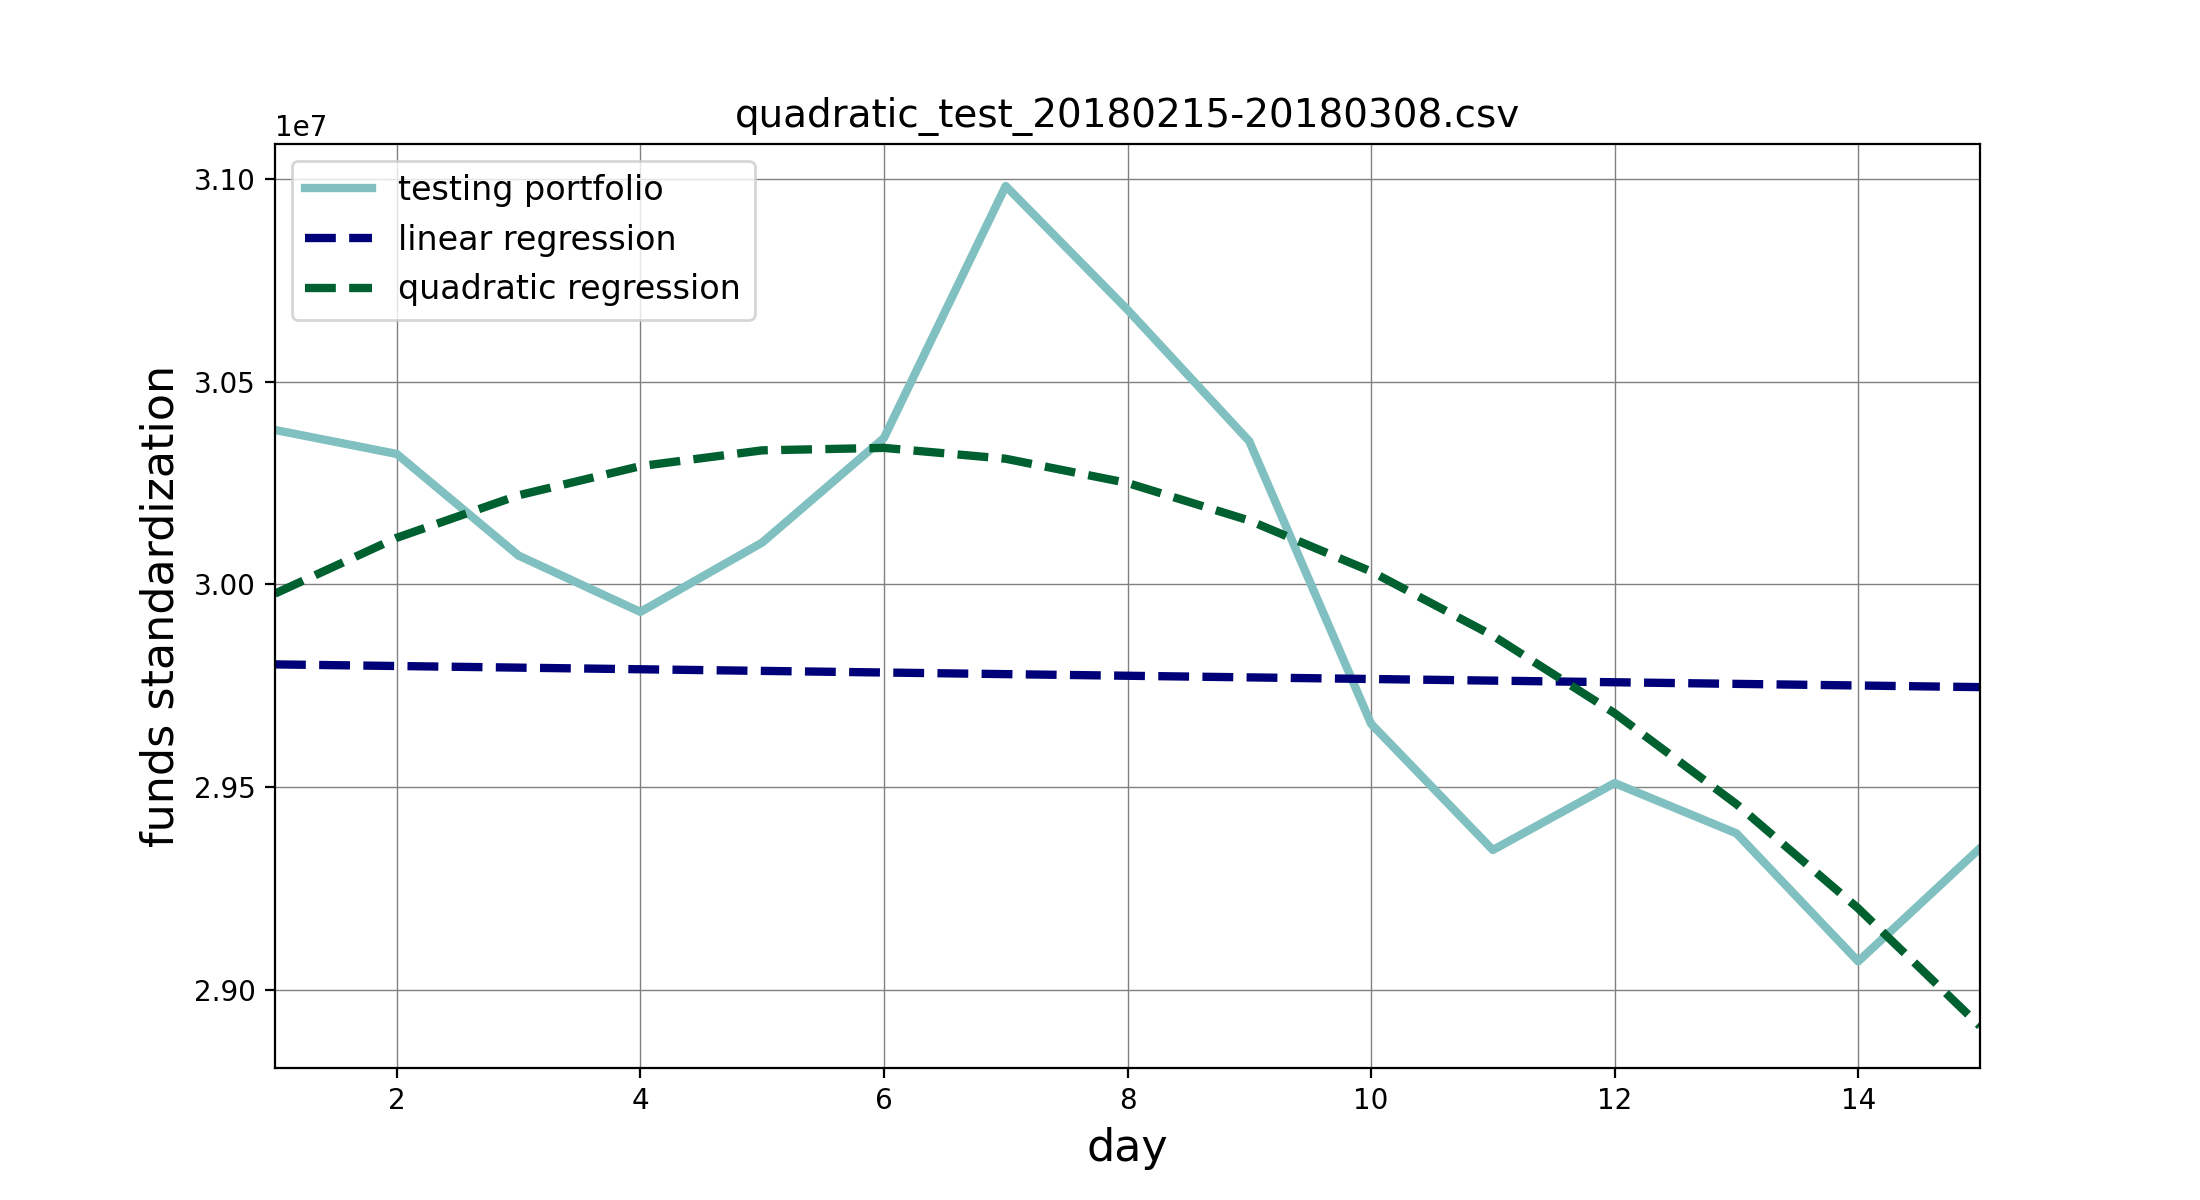 quadratic_test_20180215-20180308.csv
1e7
testing portfolio
linear regression
quadratic regression
3.10
3.05
3.00
2.95
2.90
funds standardization
2 4 6 8 10 12 14
day